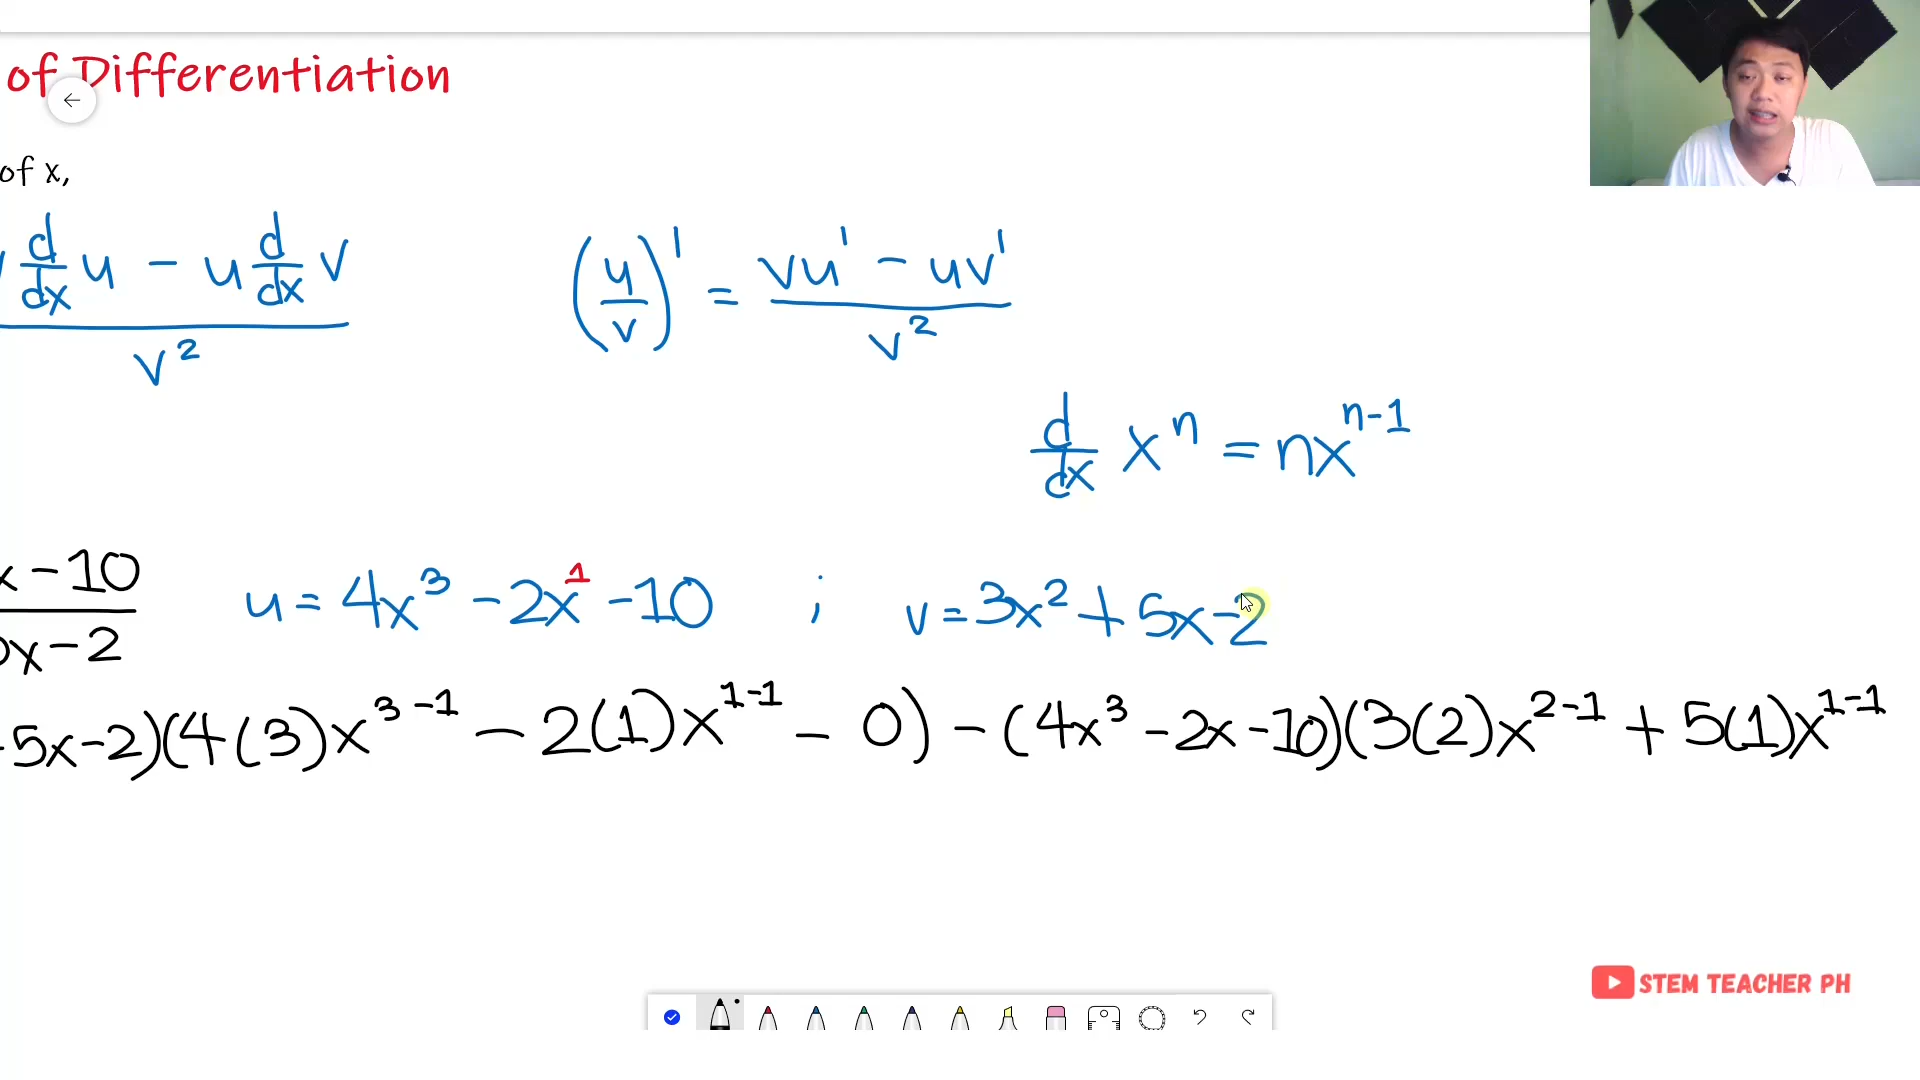 of Differentiation
of x,
d/dx u - u d/dx v
v²
(u/v)' = (vu' - uv')/v²
d/dx xⁿ = nxⁿ⁻¹
x - 10
x - 2
u = 4x³ - 2x¹ - 10 ; v = 3x² + 5x - 2
5x - 2)(4(3)x³⁻¹ - 2(1)x¹⁻¹ - 0) - (4x³ - 2x - 10)(3(2)x²⁻¹ + 5(1)x¹⁻¹
STEM TEACHER PH